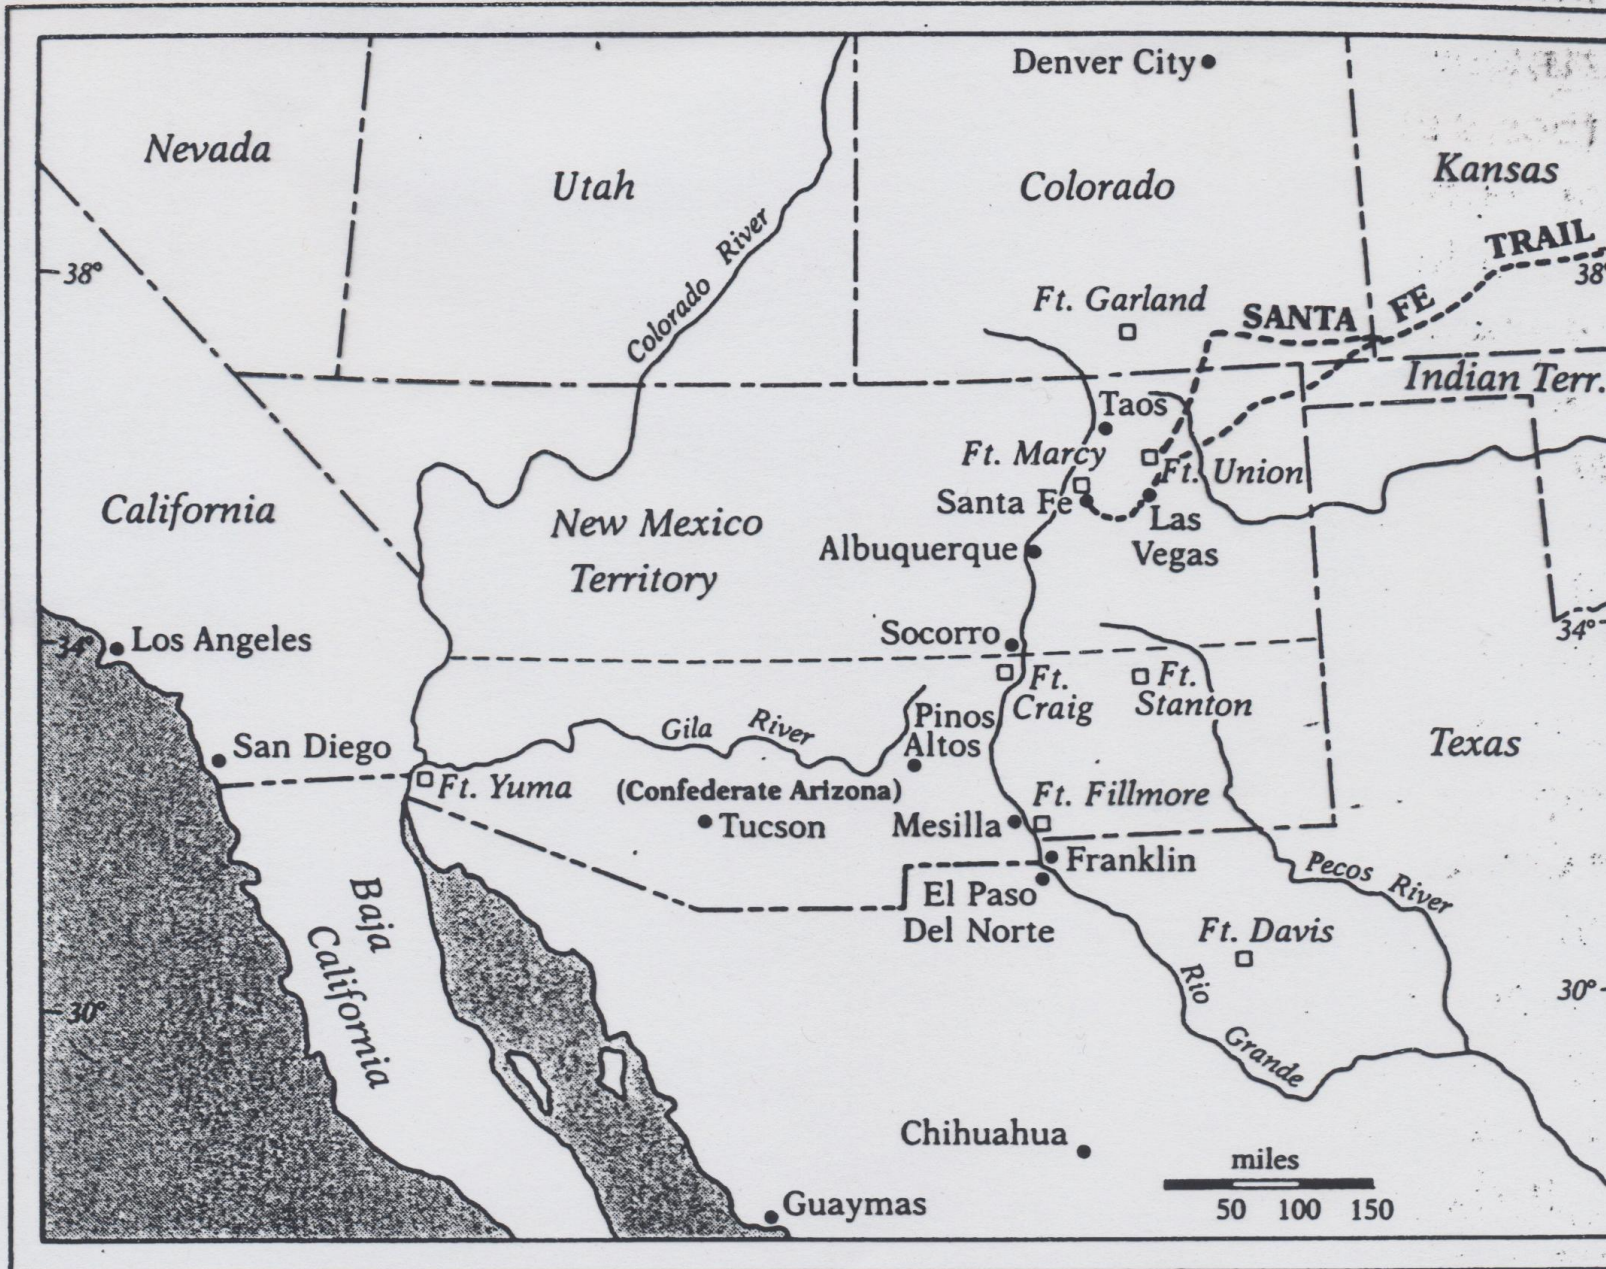 Denver City
Nevada
Utah
Colorado
Kansas
Colorado River
TRAIL
38°
38°
Ft. Garland
SANTA FE
Indian Terr.
Taos
Ft. Marcy
Ft. Union
Santa Fe
Las
Vegas
California
New Mexico
Territory
Albuquerque
Los Angeles
34°
Socorro
34°
Ft.
Craig
Ft.
Stanton
Pinos
Altos
Gila River
Texas
San Diego
Ft. Yuma
(Confederate Arizona)
Ft. Fillmore
Tucson
Mesilla
Franklin
Pecos River
El Paso
Del Norte
Baja
California
Ft. Davis
Rio Grande
30°
30°
Chihuahua
miles
50 100 150
Guaymas